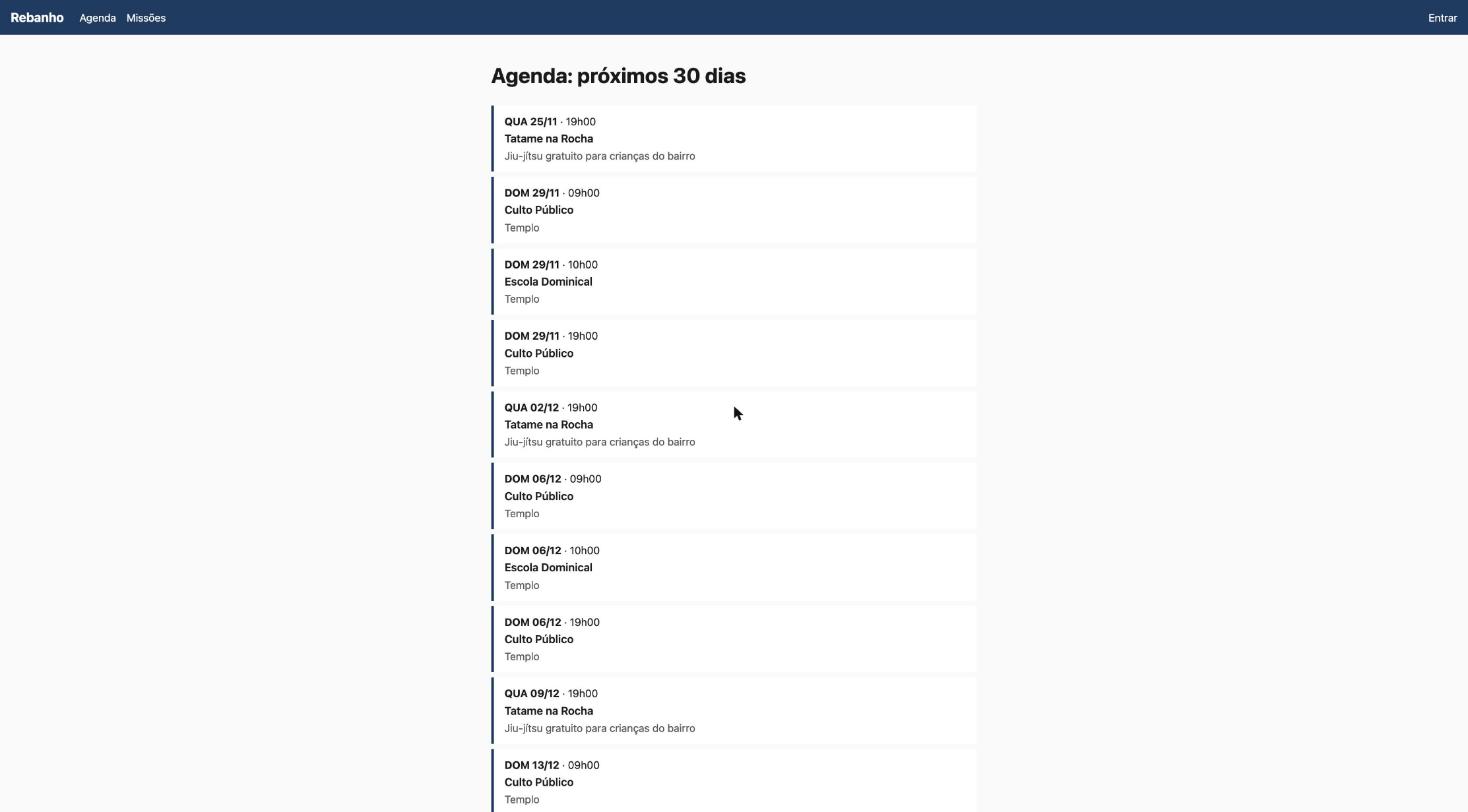 Rebanho Agenda Missões Entrar
Agenda: próximos 30 dias
QUA 25/11 · 19h00
Tatame na Rocha
Jiu-jítsu gratuito para crianças do bairro
DOM 29/11 · 09h00
Culto Público
Templo
DOM 29/11 · 10h00
Escola Dominical
Templo
DOM 29/11 · 19h00
Culto Público
Templo
QUA 02/12 · 19h00
Tatame na Rocha
Jiu-jítsu gratuito para crianças do bairro
DOM 06/12 · 09h00
Culto Público
Templo
DOM 06/12 · 10h00
Escola Dominical
Templo
DOM 06/12 · 19h00
Culto Público
Templo
QUA 09/12 · 19h00
Tatame na Rocha
Jiu-jítsu gratuito para crianças do bairro
DOM 13/12 · 09h00
Culto Público
Templo